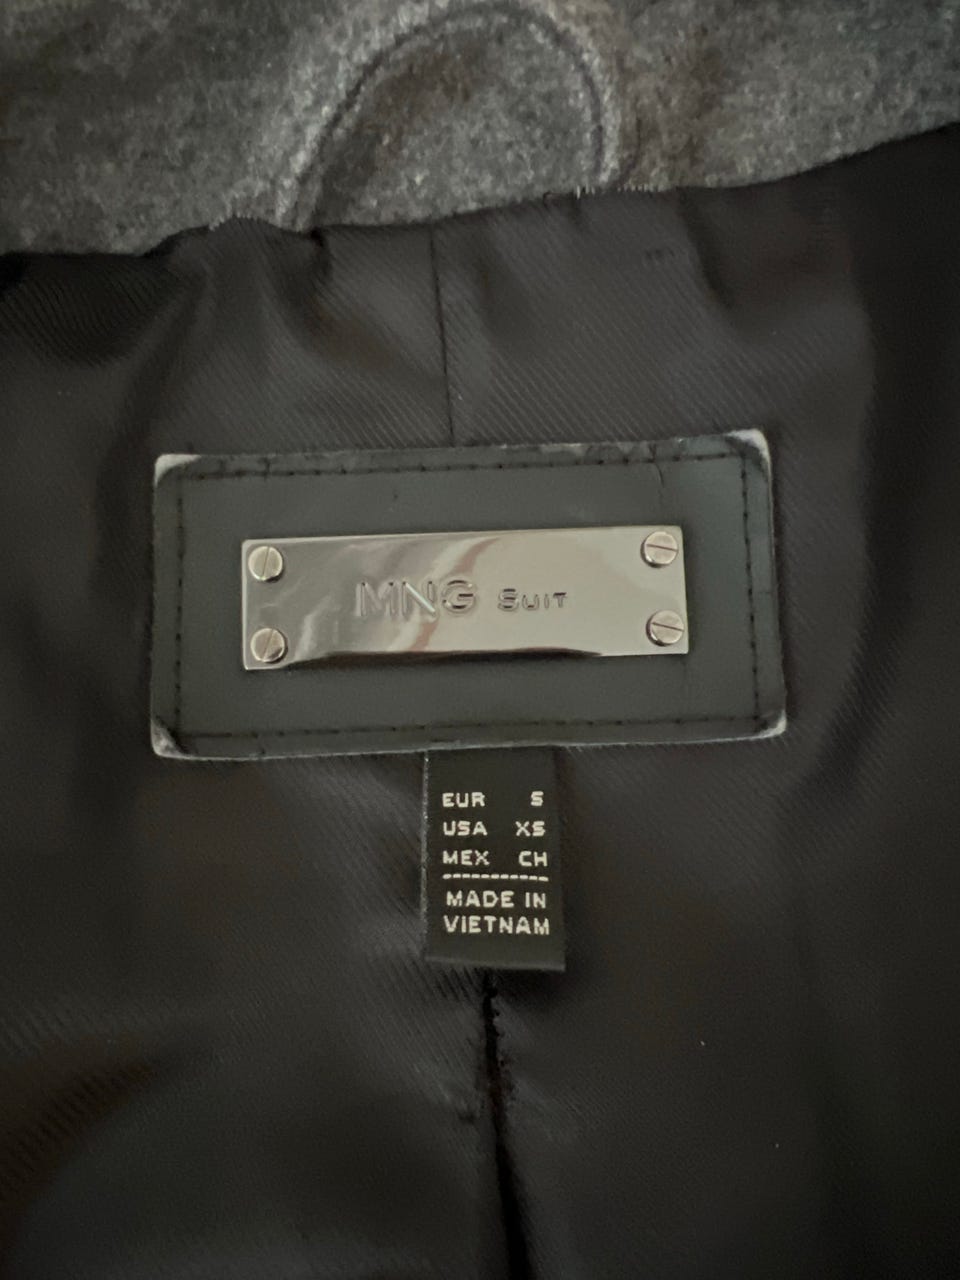 MNG SUIT
EUR S
USA XS
MEX CH
MADE IN
VIETNAM